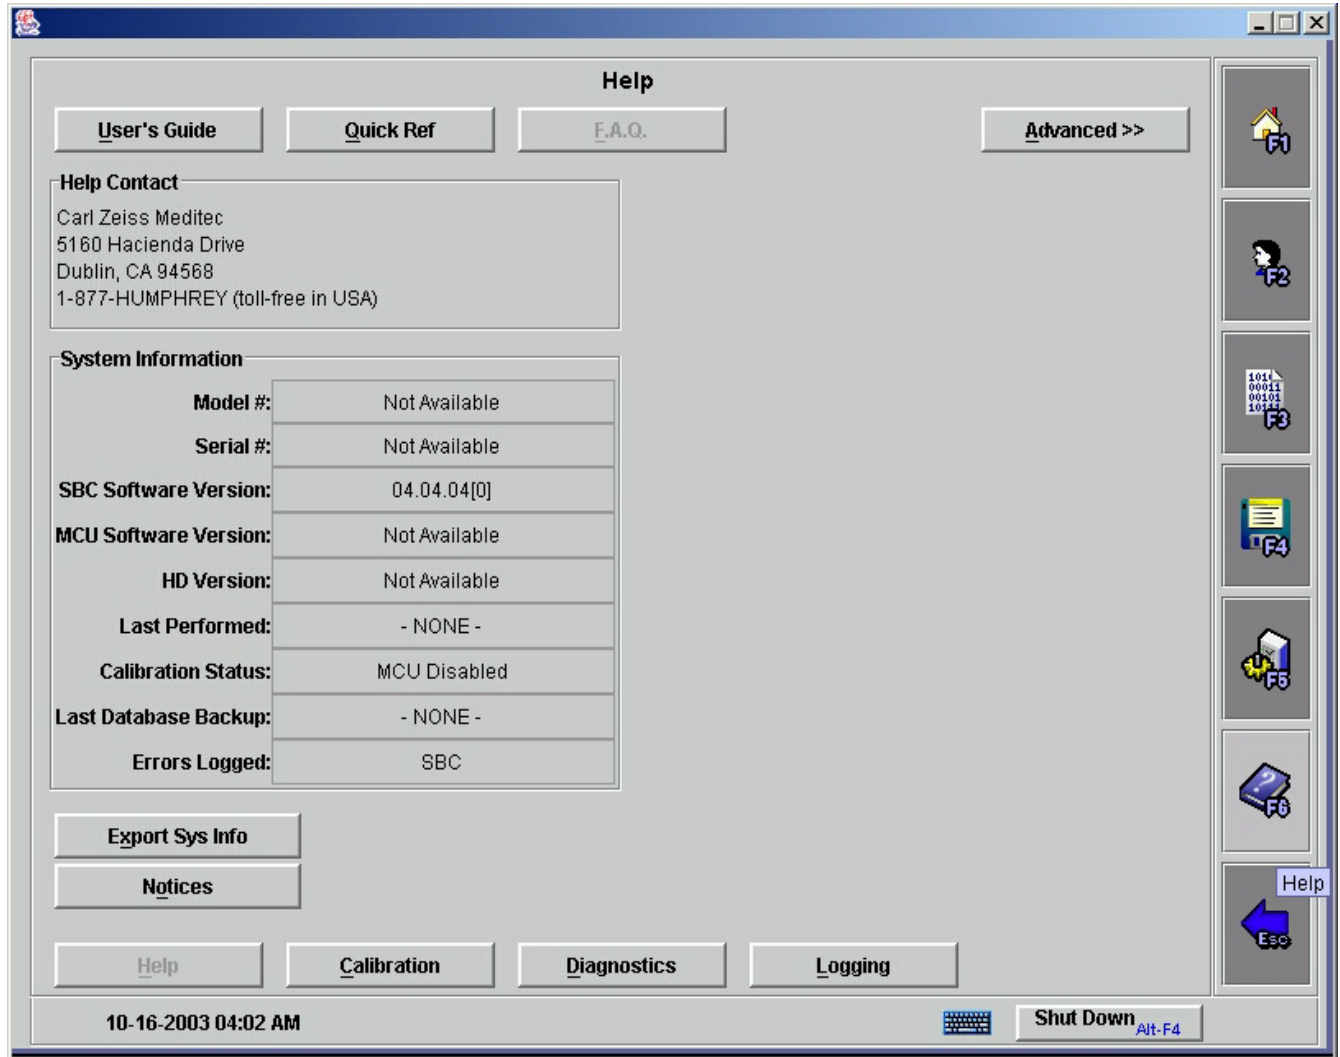 Help
User's Guide Quick Ref F.A.Q. Advanced >>
F1
Help Contact
Carl Zeiss Meditec
5160 Hacienda Drive
Dublin, CA 94568
1-877-HUMPHREY (toll-free in USA)
F2
System Information
Model #: Not Available
Serial #: Not Available
SBC Software Version: 04.04.04[0]
MCU Software Version: Not Available
HD Version: Not Available
Last Performed: - NONE -
Calibration Status: MCU Disabled
Last Database Backup: - NONE -
Errors Logged: SBC
F3
F4
F5
F6
Export Sys Info
Notices
Help
Esc
Help Calibration Diagnostics Logging
10-16-2003 04:02 AM Shut Down Alt-F4